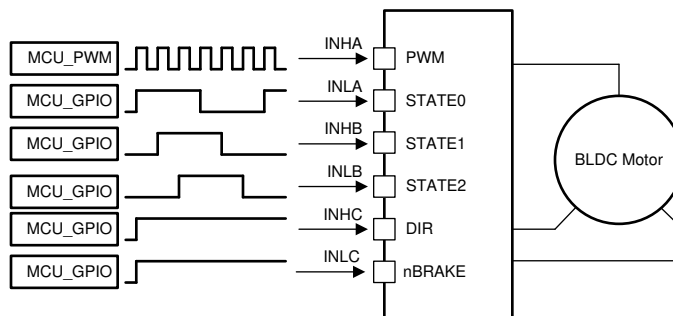 INHA
MCU_PWM PWM
INLA
MCU_GPIO STATE0
INHB
MCU_GPIO STATE1
BLDC Motor
INLB
MCU_GPIO STATE2
INHC
MCU_GPIO DIR
INLC
MCU_GPIO nBRAKE